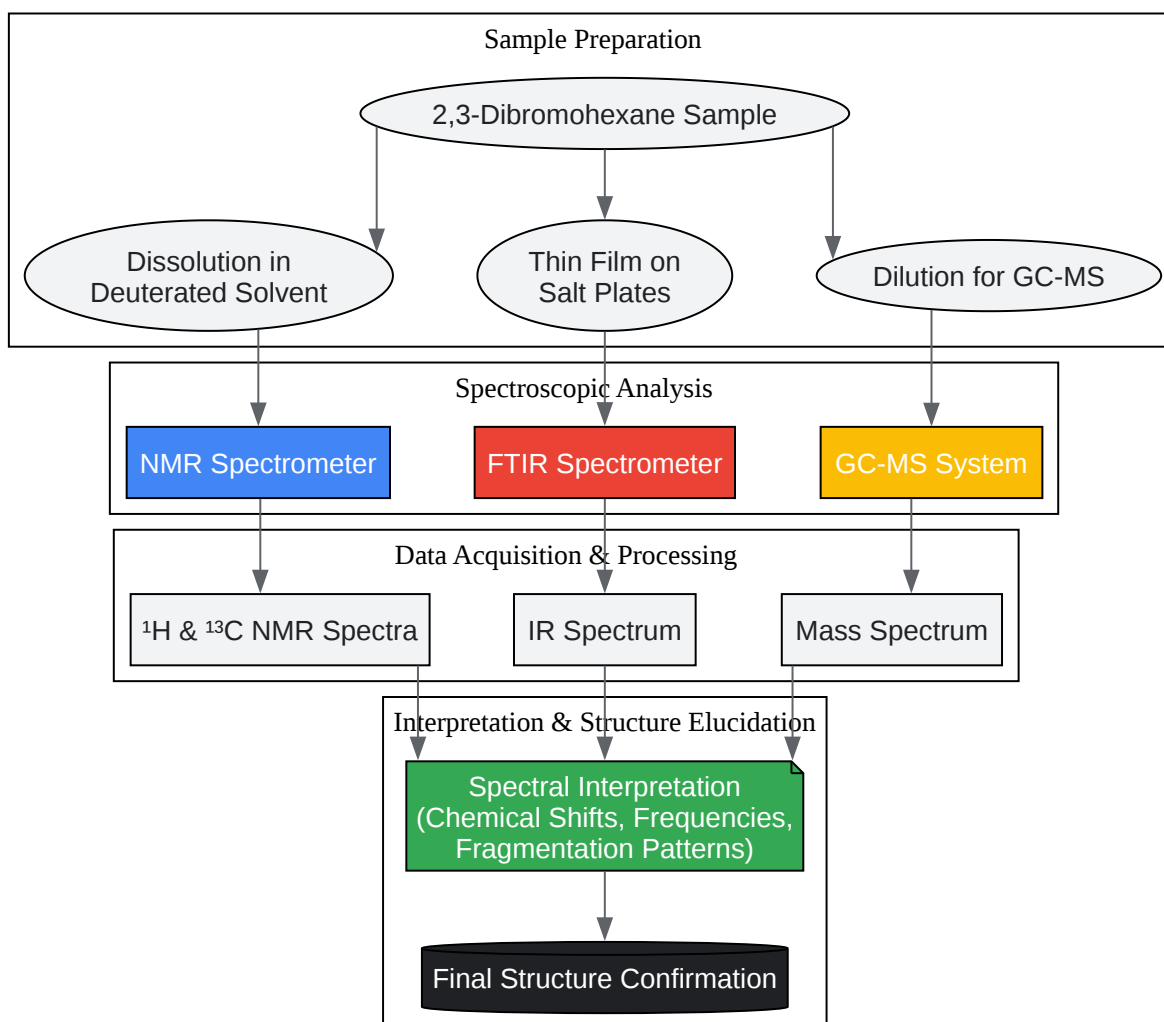 Sample Preparation
2,3-Dibromohexane Sample
Dissolution in
Deuterated Solvent
Thin Film on
Salt Plates
Dilution for GC-MS
Spectroscopic Analysis
NMR Spectrometer
FTIR Spectrometer
GC-MS System
Data Acquisition & Processing
¹H & ¹³C NMR Spectra
IR Spectrum
Mass Spectrum
Interpretation & Structure Elucidation
Spectral Interpretation
(Chemical Shifts, Frequencies,
Fragmentation Patterns)
Final Structure Confirmation